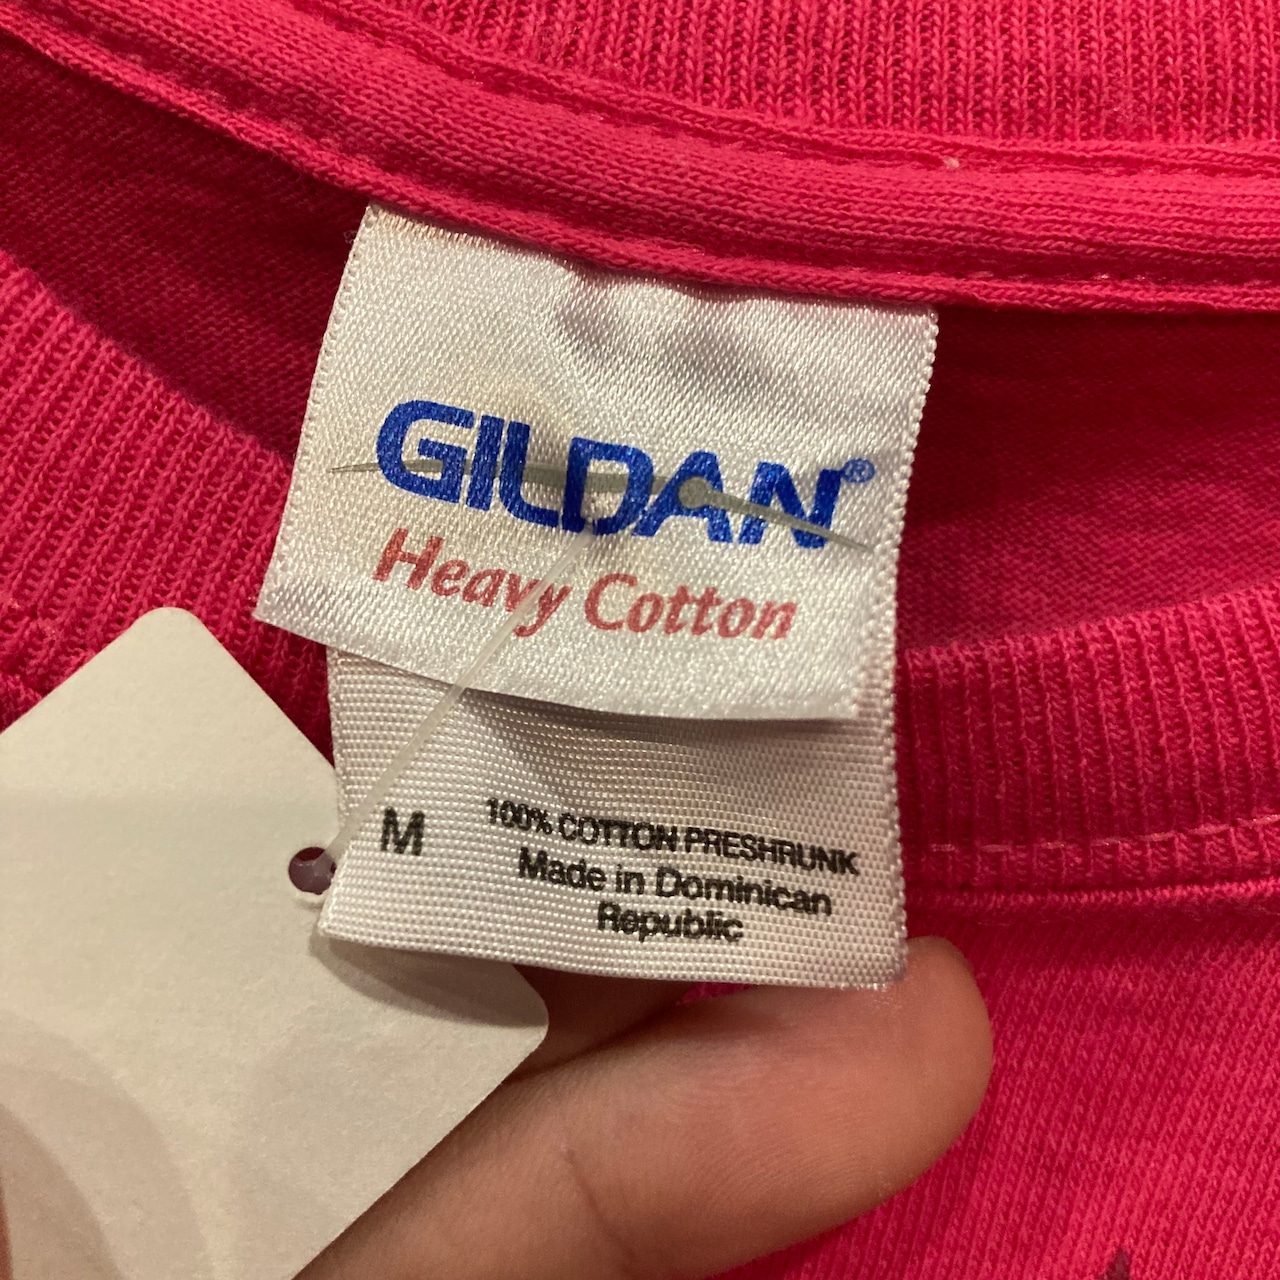 GILDAN®
Heavy Cotton
M
100% COTTON PRESHRUNK
Made in Dominican
Republic